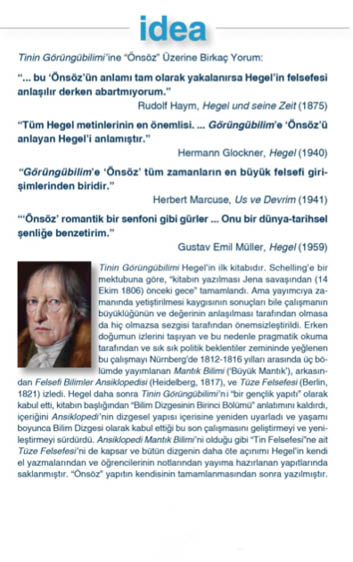 idea
Tinin Görüngübilimi'ine "Önsöz" Üzerine Birkaç Yorum:
"... bu 'Önsöz'ün anlamı tam olarak yakalanırsa Hegel'in felsefesi
anlaşılır derken abartmıyorum."
Rudolf Haym, Hegel und seine Zeit (1875)
"Tüm Hegel metinlerinin en önemlisi. ... Görüngübilim'e 'Önsöz'ü
anlayan Hegel'i anlamıştır."
Hermann Glockner, Hegel (1940)
"Görüngübilim'e 'Önsöz' tüm zamanların en büyük felsefi giri-
şimlerinden biridir."
Herbert Marcuse, Us ve Devrim (1941)
"'Önsöz' romantik bir senfoni gibi gürler ... Onu bir dünya-tarihsel
şenliğe benzetirim."
Gustav Emil Müller, Hegel (1959)
Tinin Görüngübilimi Hegel'in ilk kitabıdır. Schelling'e bir
mektubuna göre, "kitabın yazılması Jena savaşından (14
Ekim 1806) önceki gece" tamamlandı. Ama yayımcıya za-
manında yetiştirilmesi kaygısının sonuçları bile çalışmanın
büyüklüğünün ve değerinin anlaşılması tarafından olmasa
da hiç olmazsa sezgisi tarafından önemsizleştirildi. Erken
doğumun izlerini taşıyan ve bu nedenle pragmatik okuma
tarafından ve sık sık politik beklentiler zemininde yeğlenen
bu çalışmayı Nürnberg'de 1812-1816 yılları arasında üç bö-
lümde yayımlanan Mantık Bilimi ('Büyük Mantık'), arkasın-
dan Felsefi Bilimler Ansiklopedisi (Heidelberg, 1817), ve Tüze Felsefesi (Berlin,
1821) izledi. Hegel daha sonra Tinin Görüngübilimi'ni "bir gençlik yapıtı" olarak
kabul etti, kitabın başlığından "Bilim Dizgesinin Birinci Bölümü" anlatımını kaldırdı,
içeriğini Ansiklopedi'nin dizgesel yapısı içerisine yeniden uyarladı ve yaşamı
boyunca Bilim Dizgesi olarak kabul ettiği bu son çalışmasını geliştirmeyi ve yeni-
leştirmeyi sürdürdü. Ansiklopedi Mantık Bilimi'ni olduğu gibi "Tin Felsefesi"ne ait
Tüze Felsefesi'ni de kapsar ve bütün dizgenin daha öte açınımı Hegel'in kendi
el yazmalarından ve öğrencilerinin notlarından yayıma hazırlanan yapıtlarında
saklanmıştır. "Önsöz" yapıtın kendisinin tamamlanmasından sonra yazılmıştır.